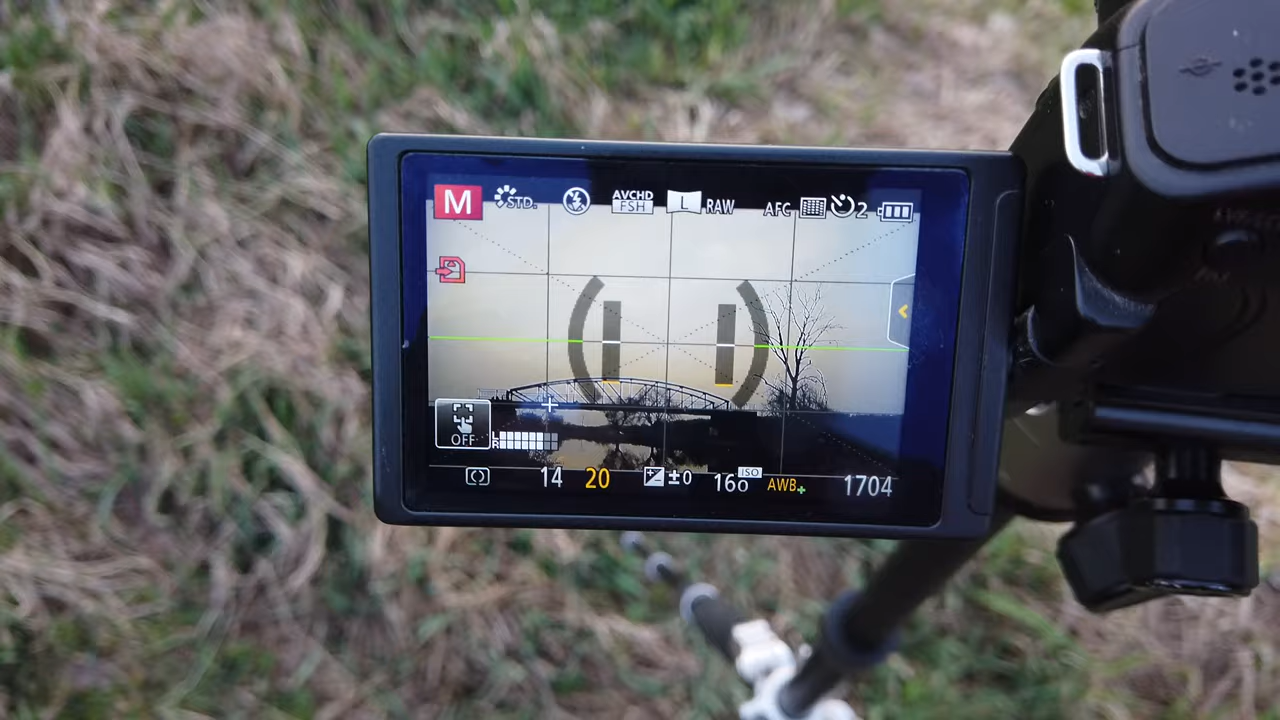 M STD. AVCHD FSH L RAW AFC 2
OFF
L
R
14 20 ±0 160 ISO AWB 1704